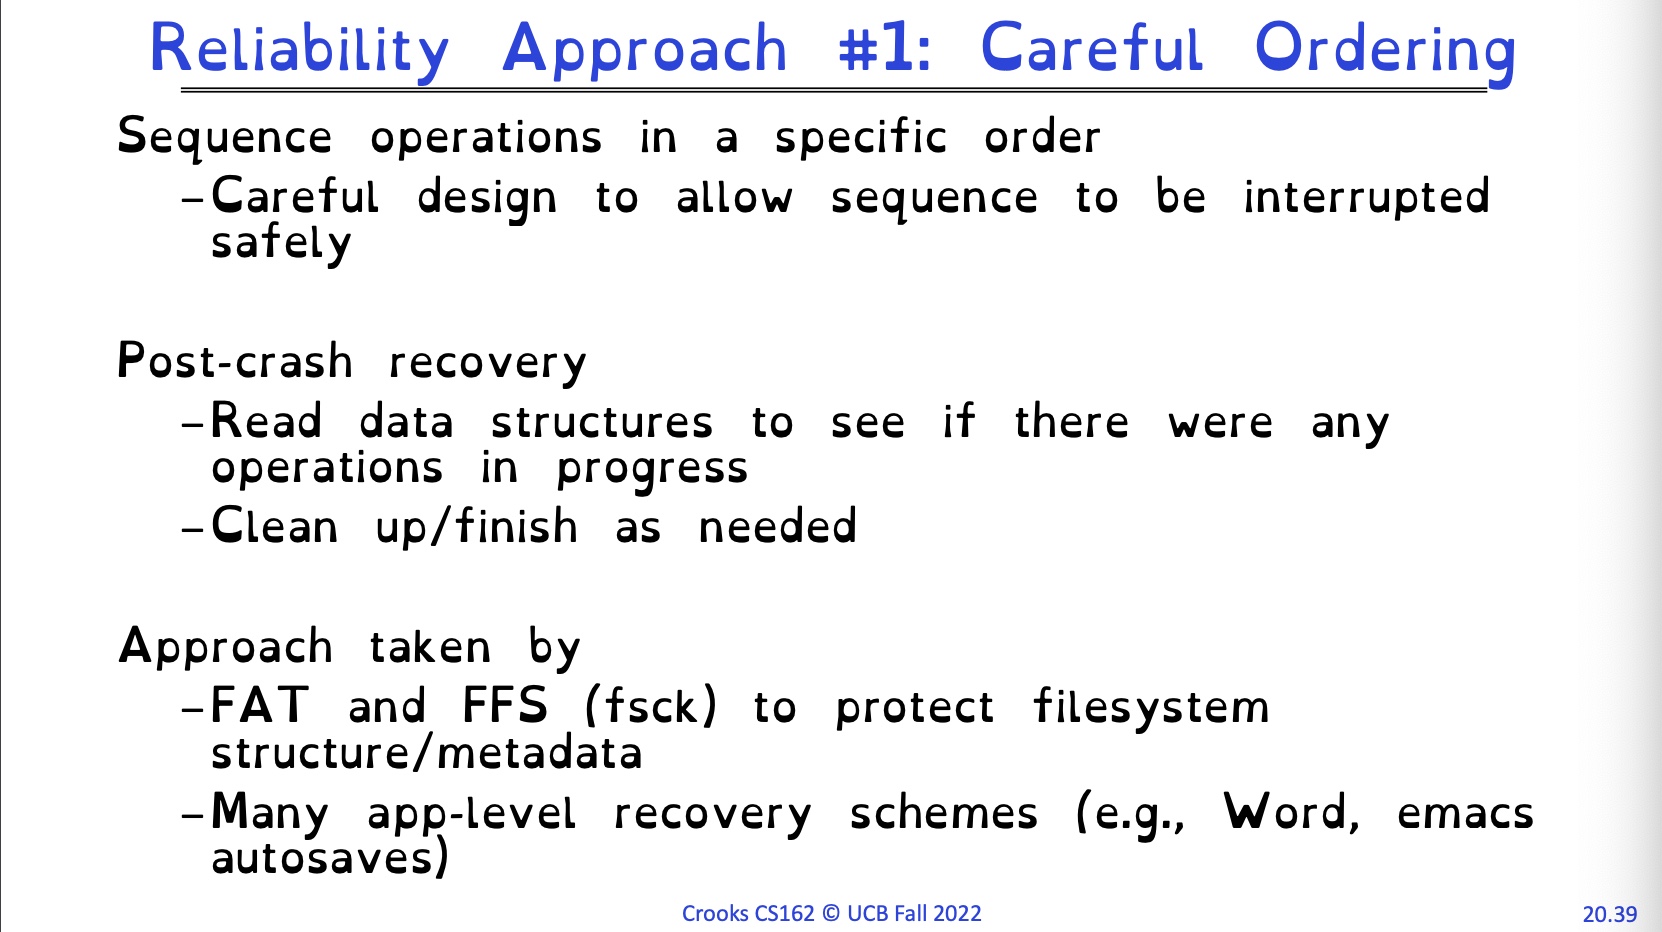 Reliability Approach #1: Careful Ordering
Sequence operations in a specific order
–Careful design to allow sequence to be interrupted
safely
Post-crash recovery
–Read data structures to see if there were any
operations in progress
–Clean up/finish as needed
Approach taken by
–FAT and FFS (fsck) to protect filesystem
structure/metadata
–Many app-level recovery schemes (e.g., Word, emacs
autosaves)
Crooks CS162 © UCB Fall 2022
20.39